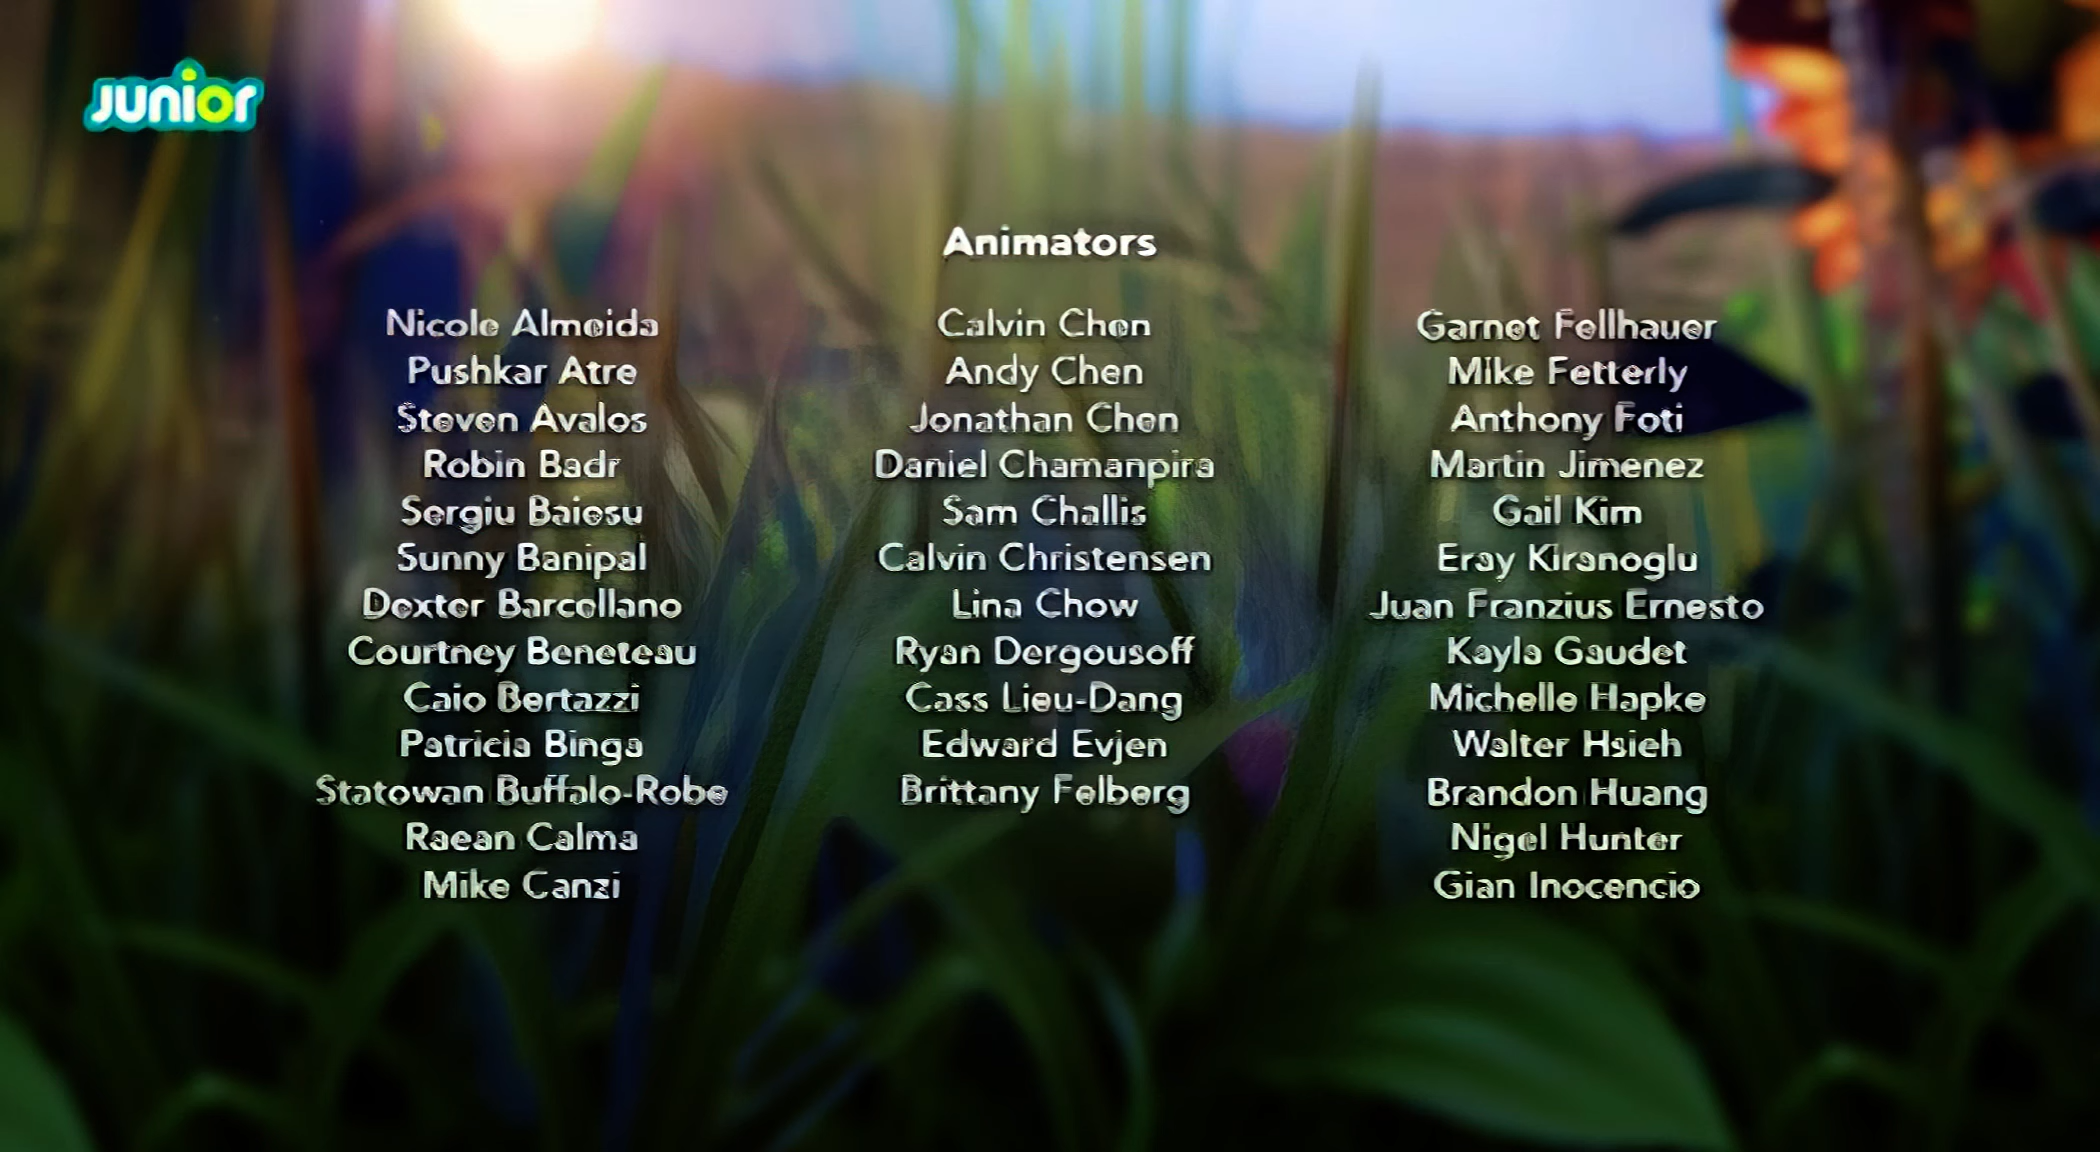 Junior
Animators
Nicole Almeida
Pushkar Atre
Steven Avalos
Robin Badr
Sergiu Baiesu
Sunny Banipal
Dexter Barcellano
Courtney Beneteau
Caio Bertazzi
Patricia Binga
Statowan Buffalo-Robe
Raean Calma
Mike Canzi
Calvin Chen
Andy Chen
Jonathan Chen
Daniel Chamanpira
Sam Challis
Calvin Christensen
Lina Chow
Ryan Dergousoff
Cass Lieu-Dang
Edward Evjen
Brittany Felberg
Garnet Fellhauer
Mike Fetterly
Anthony Foti
Martin Jimenez
Gail Kim
Eray Kiranoglu
Juan Franzius Ernesto
Kayla Gaudet
Michelle Hapke
Walter Hsieh
Brandon Huang
Nigel Hunter
Gian Inocencio